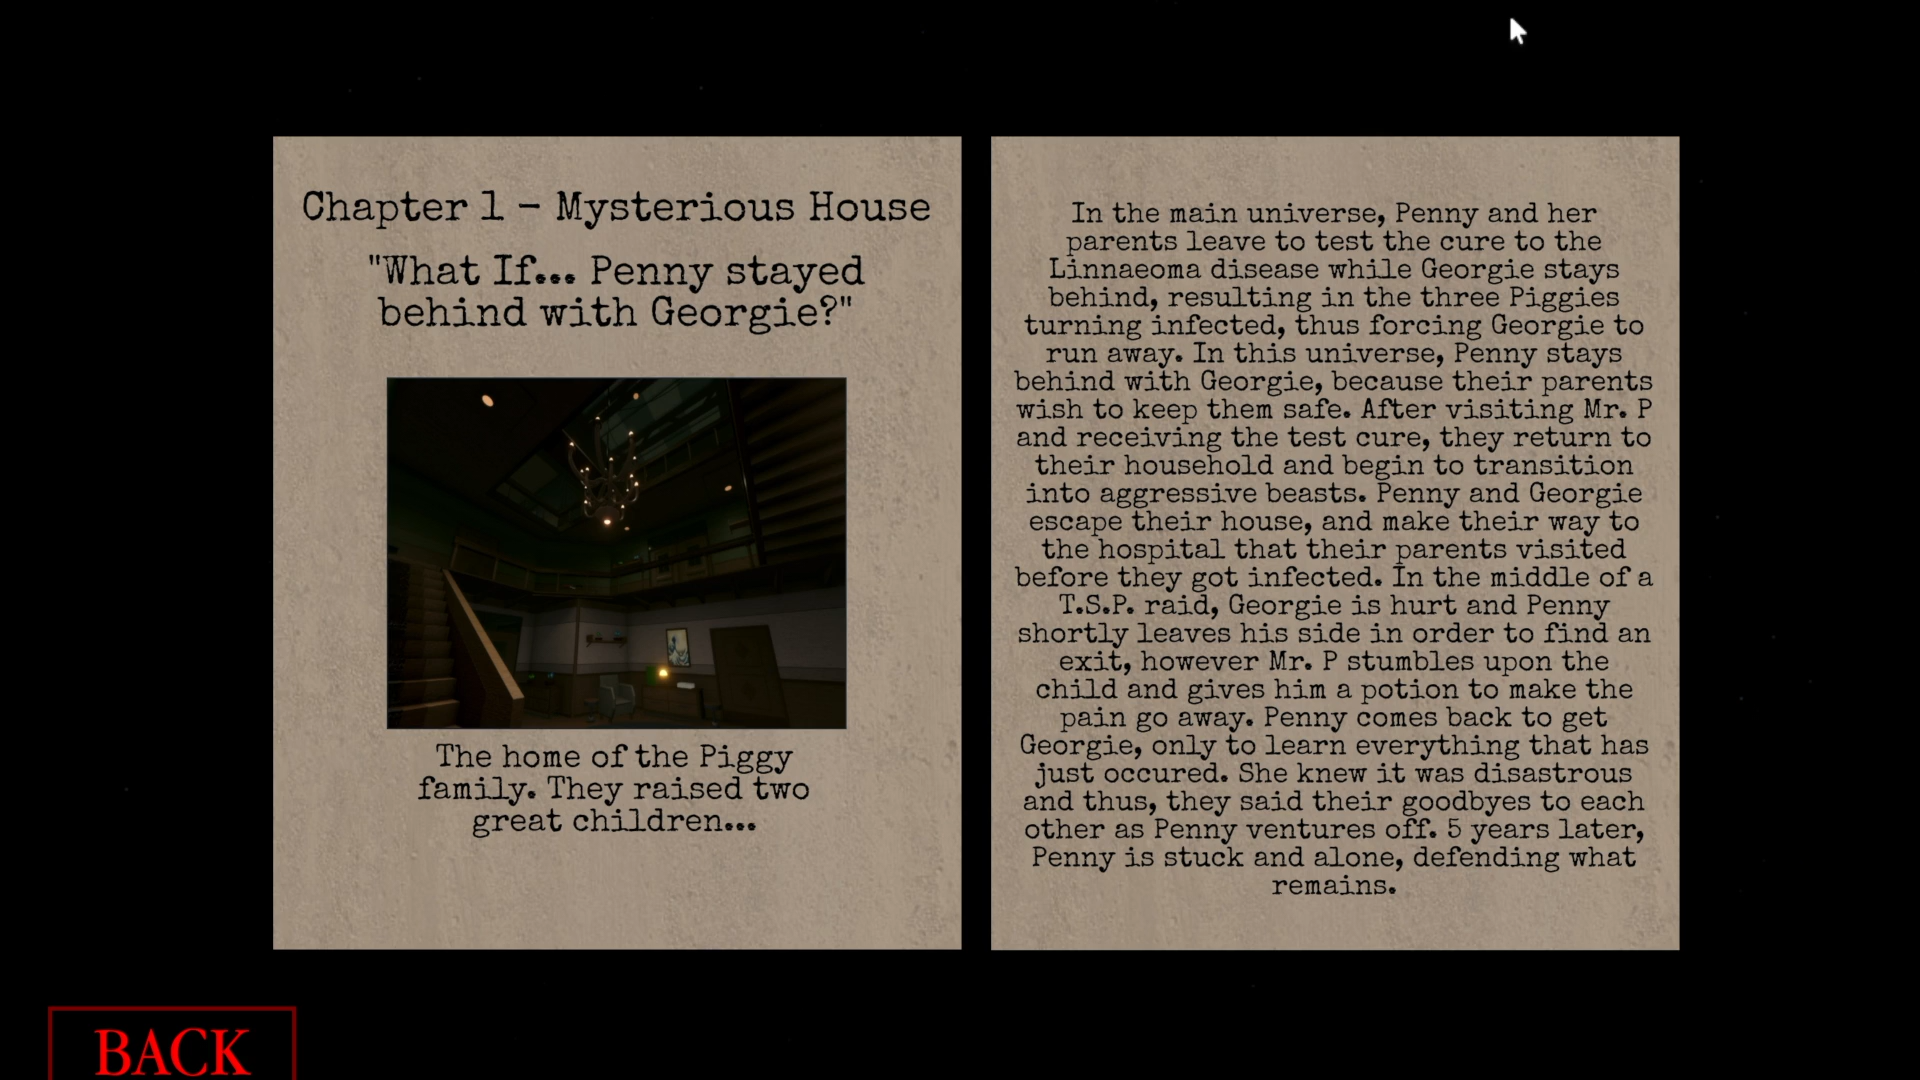 Chapter 1 - Mysterious House
"What If... Penny stayed
behind with Georgie?"
The home of the Piggy
family. They raised two
great children...
In the main universe, Penny and her
parents leave to test the cure to the
Linnaeoma disease while Georgie stays
behind, resulting in the three Piggies
turning infected, thus forcing Georgie to
run away. In this universe, Penny stays
behind with Georgie, because their parents
wish to keep them safe. After visiting Mr. P
and receiving the test cure, they return to
their household and begin to transition
into aggressive beasts. Penny and Georgie
escape their house, and make their way to
the hospital that their parents visited
before they got infected. In the middle of a
T.S.P. raid, Georgie is hurt and Penny
shortly leaves his side in order to find an
exit, however Mr. P stumbles upon the
child and gives him a potion to make the
pain go away. Penny comes back to get
Georgie, only to learn everything that has
just occured. She knew it was disastrous
and thus, they said their goodbyes to each
other as Penny ventures off. 5 years later,
Penny is stuck and alone, defending what
remains.
BACK